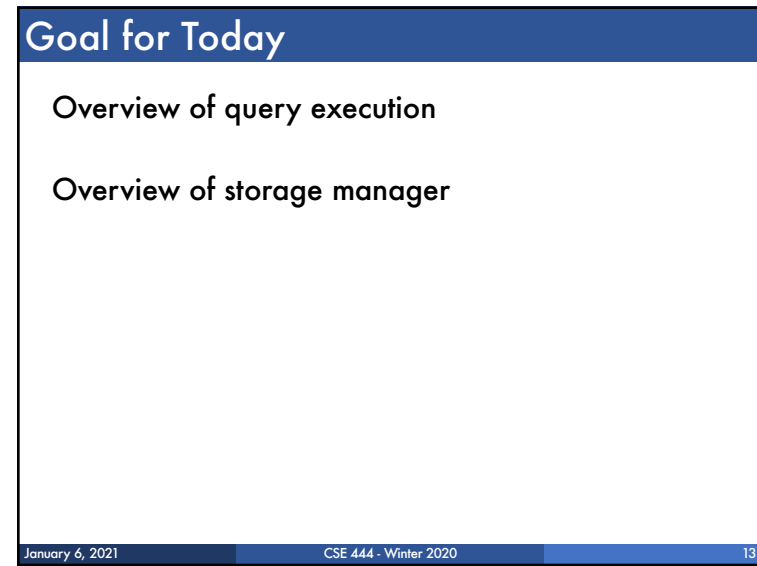 Goal for Today
Overview of query execution
Overview of storage manager
January 6, 2021
CSE 444 - Winter 2020
13